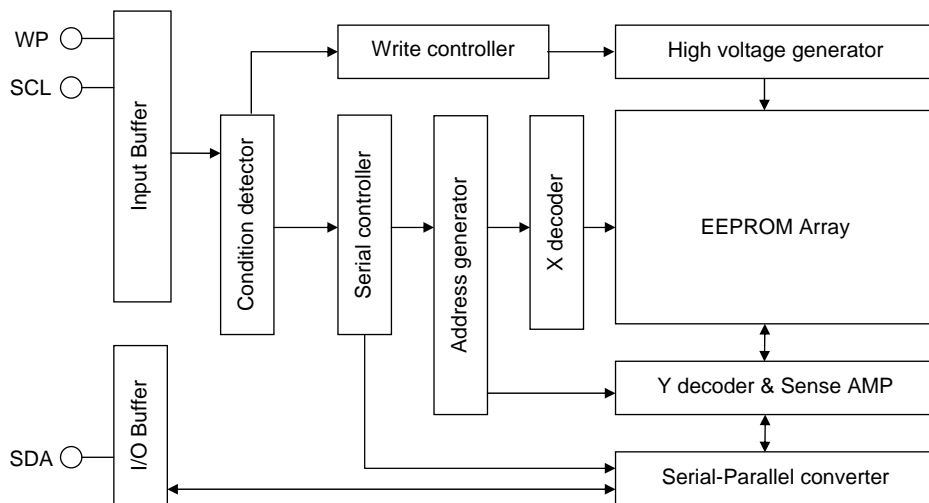 WP
SCL
Input Buffer
Condition detector
Write controller
High voltage generator
Serial controller
Address generator
X decoder
EEPROM Array
Y decoder & Sense AMP
SDA
I/O Buffer
Serial-Parallel converter